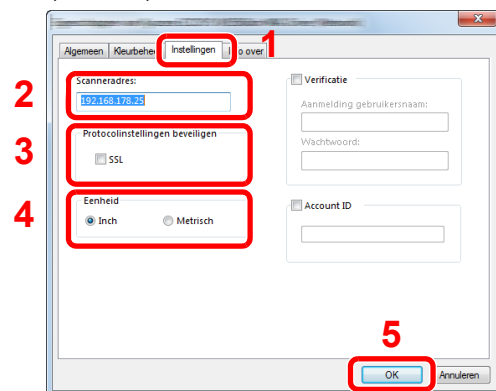 Algemeen
Kleurbehee
Instellingen
o over
1
2
Scanneradres:
192.168.178.25
3
Protocolinstellingen beveiligen
SSL
4
Eenheid
Inch
Metrisch
Verificatie
Aanmelding gebruikersnaam:
Wachtwoord:
Account ID
5
OK
Annuleren